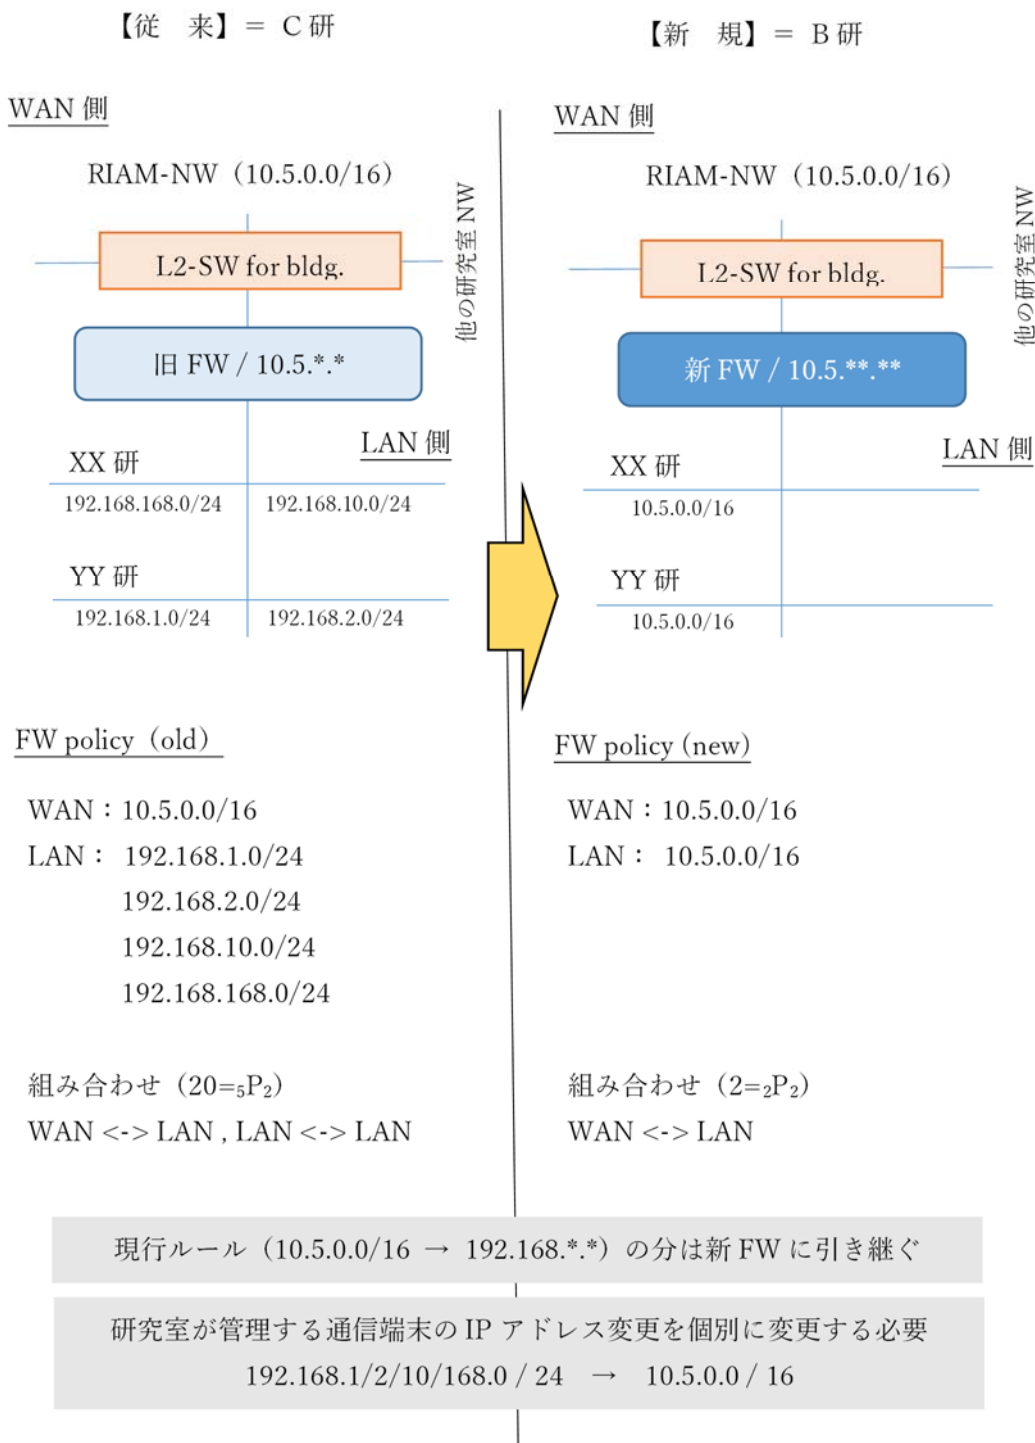 【従　来】＝ C研
WAN 側
RIAM-NW（10.5.0.0/16）
他の研究室 NW
L2-SW for bldg.
旧 FW / 10.5.*.*
LAN 側
XX 研
192.168.168.0/24
192.168.10.0/24
YY 研
192.168.1.0/24
192.168.2.0/24
FW policy（old）
WAN：10.5.0.0/16
LAN： 192.168.1.0/24
192.168.2.0/24
192.168.10.0/24
192.168.168.0/24
組み合わせ（20=₅P₂）
WAN <-> LAN , LAN <-> LAN
【新　規】＝ B研
WAN 側
RIAM-NW（10.5.0.0/16）
他の研究室 NW
L2-SW for bldg.
新 FW / 10.5.**.**
LAN 側
XX 研
10.5.0.0/16
YY 研
10.5.0.0/16
FW policy (new)
WAN：10.5.0.0/16
LAN： 10.5.0.0/16
組み合わせ（2=₂P₂）
WAN <-> LAN
現行ルール（10.5.0.0/16 → 192.168.*.*）の分は新 FW に引き継ぐ
研究室が管理する通信端末の IP アドレス変更を個別に変更する必要
192.168.1/2/10/168.0 / 24　→　10.5.0.0 / 16